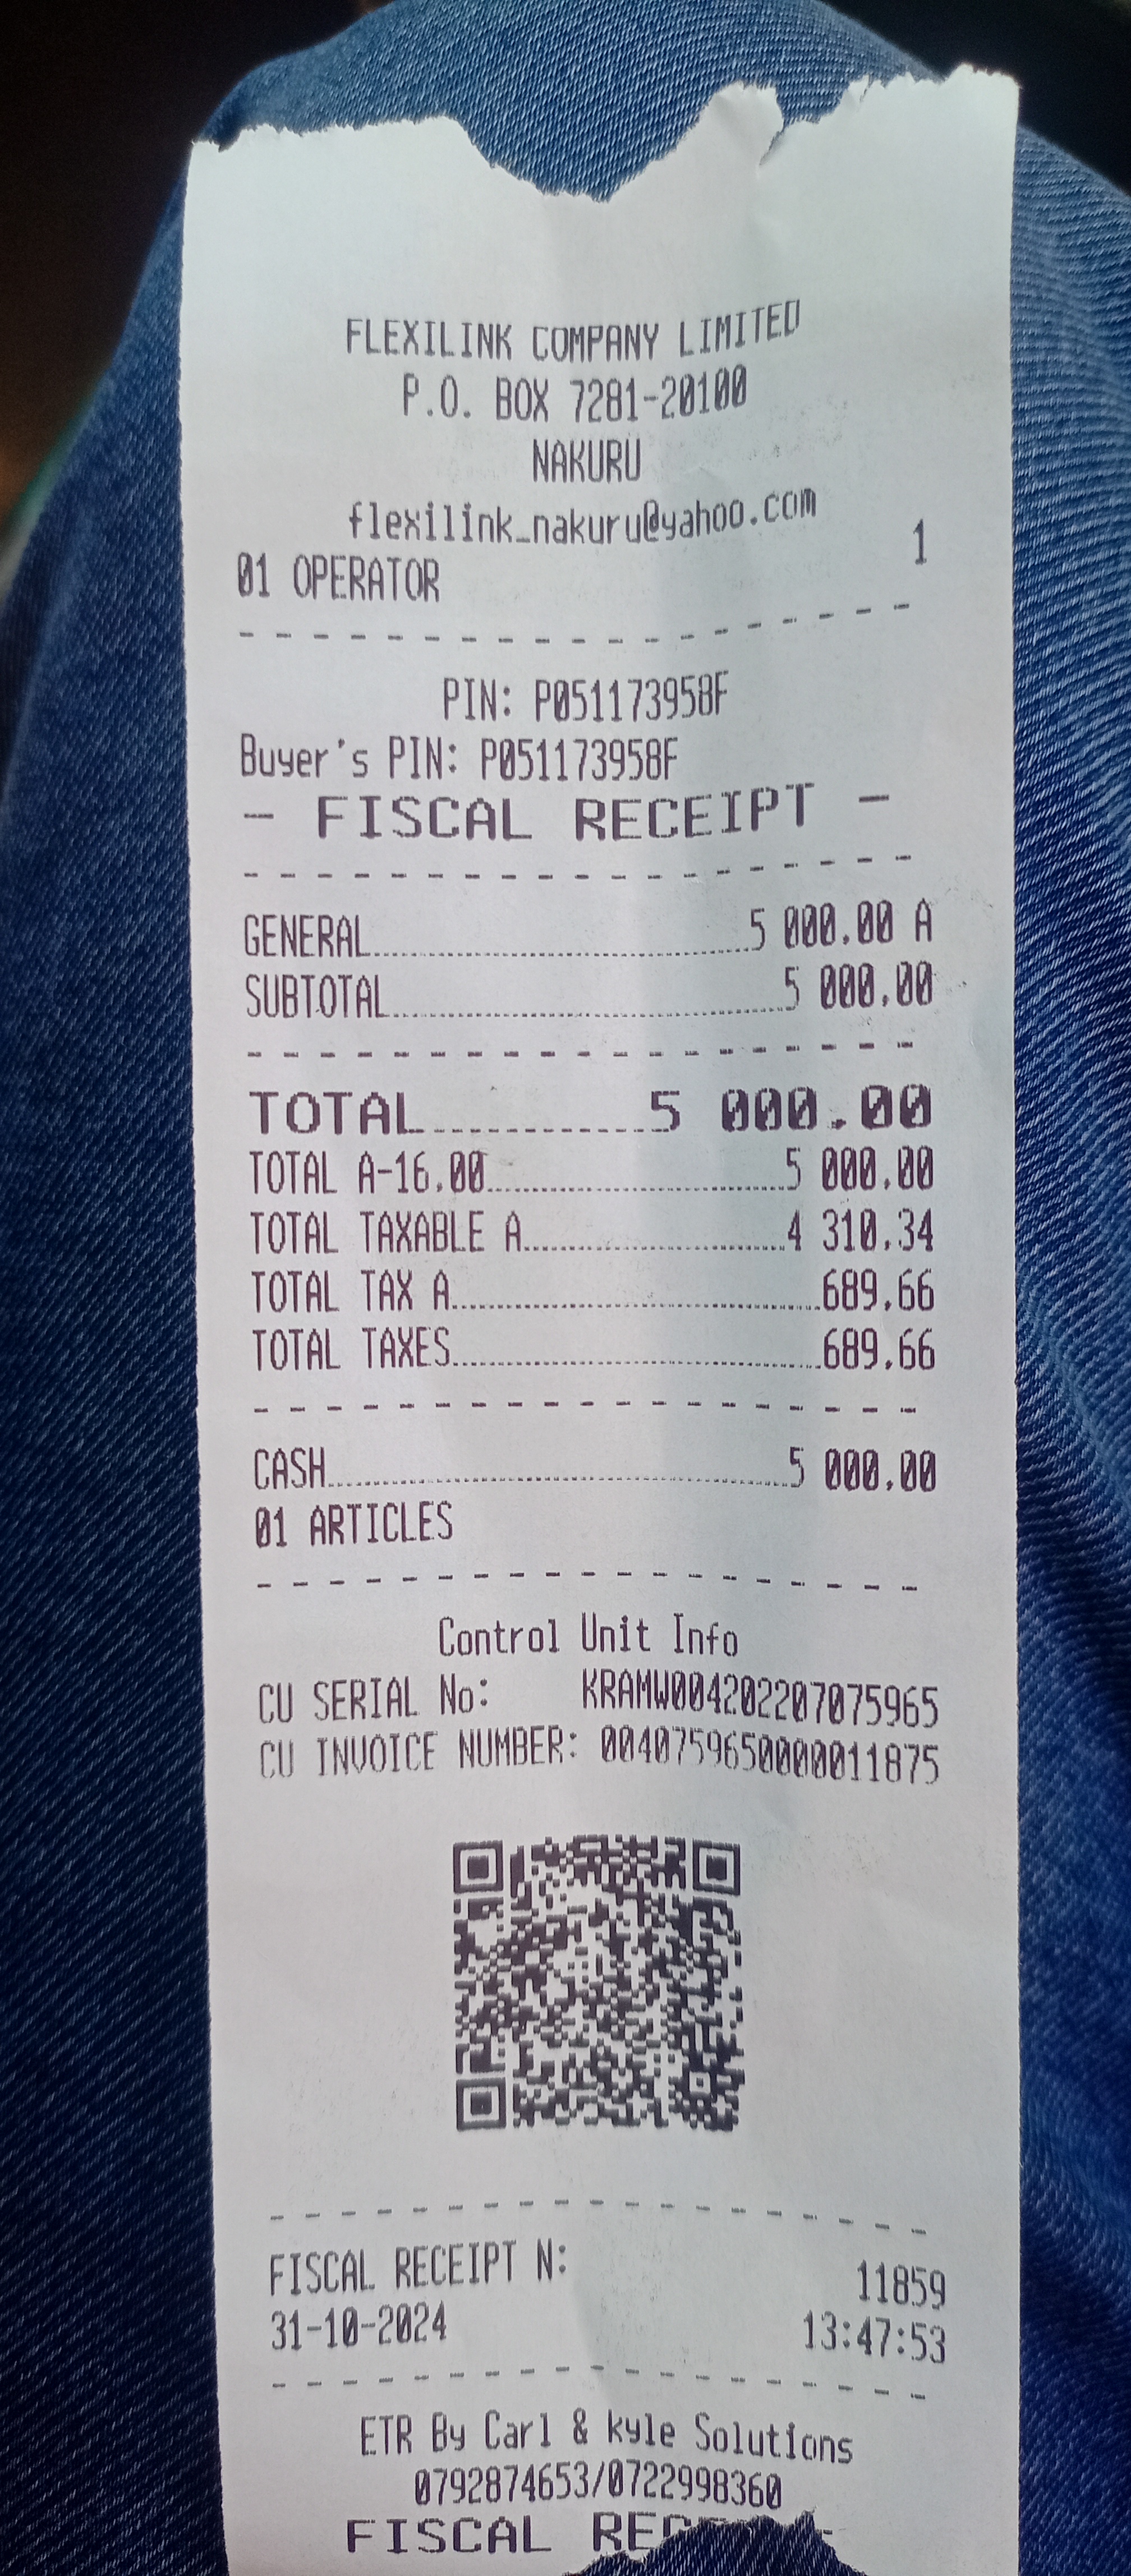 FLEXILINK COMPANY LIMITED
P.O. BOX 7281-20100
NAKURU
flexilink_nakuru@yahoo.com
01 OPERATOR 1
- - - - - - - - - - - - - - - - - - -
PIN: P051173958F
Buyer's PIN: P051173958F
- FISCAL RECEIPT -
- - - - - - - - - - - - - - - - - - -
GENERAL 5 000.00 A
SUBTOTAL 5 000.00
- - - - - - - - - - - - - - - - - - -
TOTAL 5 000.00
TOTAL A-16.00 5 000.00
TOTAL TAXABLE A 4 310.34
TOTAL TAX A 689.66
TOTAL TAXES 689.66
- - - - - - - - - - - - - - - - - - -
CASH 5 000.00
01 ARTICLES
- - - - - - - - - - - - - - - - - - -
Control Unit Info
CU SERIAL No: KRAMW004202207075965
CU INVOICE NUMBER: 0040759650000011875
- - - - - - - - - - - - - - - - - - -
FISCAL RECEIPT N: 11859
31-10-2024 13:47:53
- - - - - - - - - - - - - - - - - - -
ETR By Carl & kyle Solutions
0792874653/0722998360
FISCAL